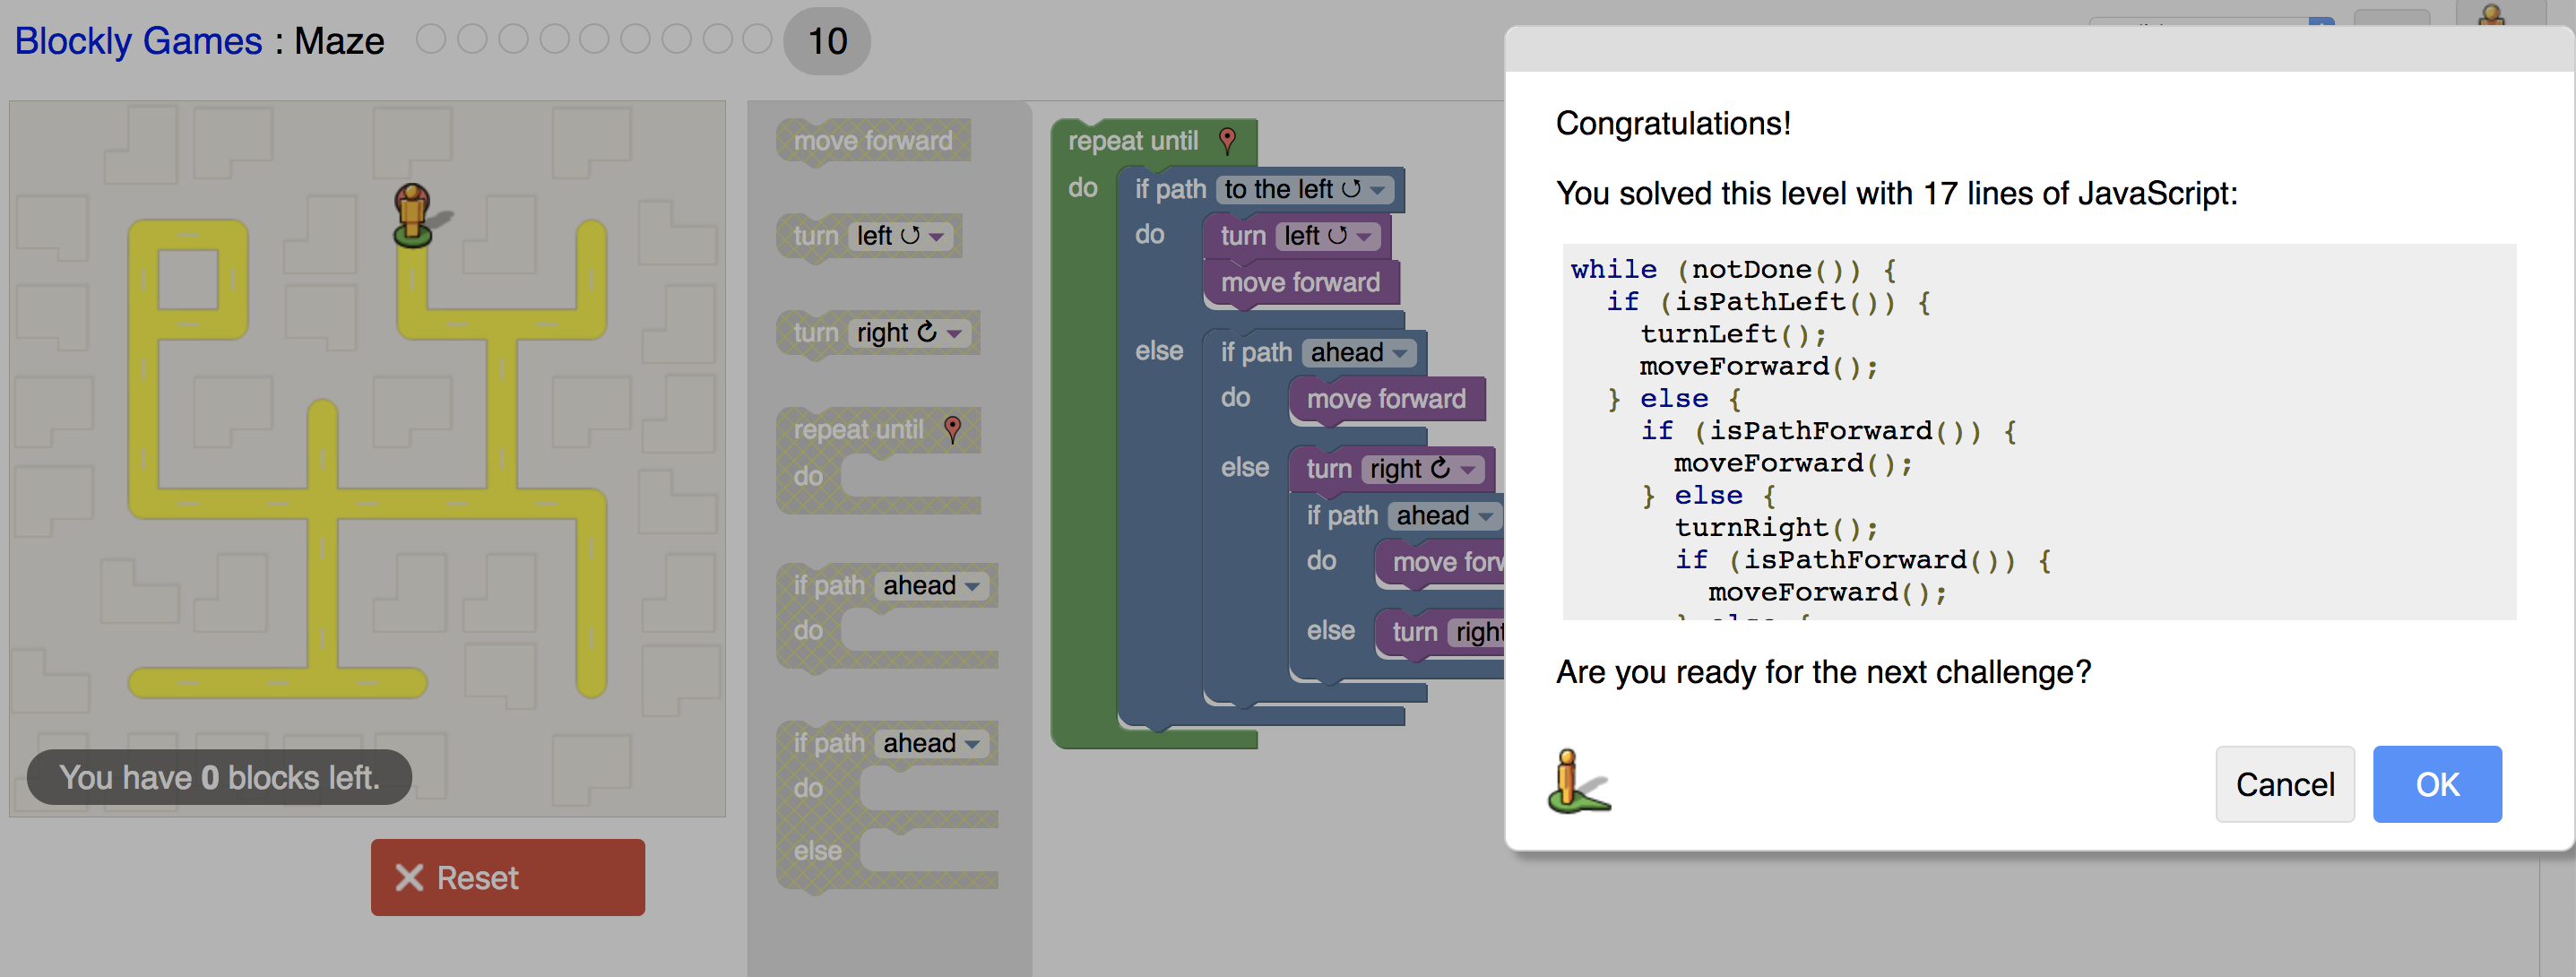 Blockly Games : Maze 10
You have 0 blocks left.
Reset
move forward
turn left
turn right
repeat until
do
if path ahead
do
if path ahead
do
else
repeat until
do if path to the left
do turn left
move forward
else if path ahead
do move forward
else turn right
if path ahead
do move forw
else turn right
Congratulations!
You solved this level with 17 lines of JavaScript:
while (notDone()) {
if (isPathLeft()) {
turnLeft();
moveForward();
} else {
if (isPathForward()) {
moveForward();
} else {
turnRight();
if (isPathForward()) {
moveForward();
} else {
Are you ready for the next challenge?
Cancel OK